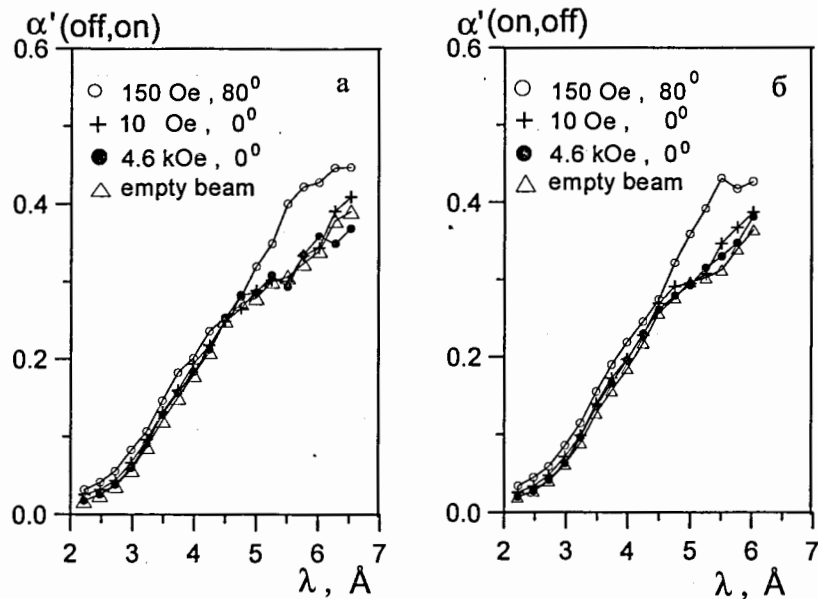 α'(off,on)
0.6
0.4
0.2
0.0
○ 150 Oe , 80⁰
+ 10 Oe , 0⁰
● 4.6 kOe , 0⁰
△ empty beam
а
2 3 4 5 6 7
λ , Å
α'(on,off)
0.6
0.4
0.2
0.0
○ 150 Oe , 80⁰
+ 10 Oe , 0⁰
● 4.6 kOe , 0⁰
△ empty beam
б
2 3 4 5 6 7
λ , Å